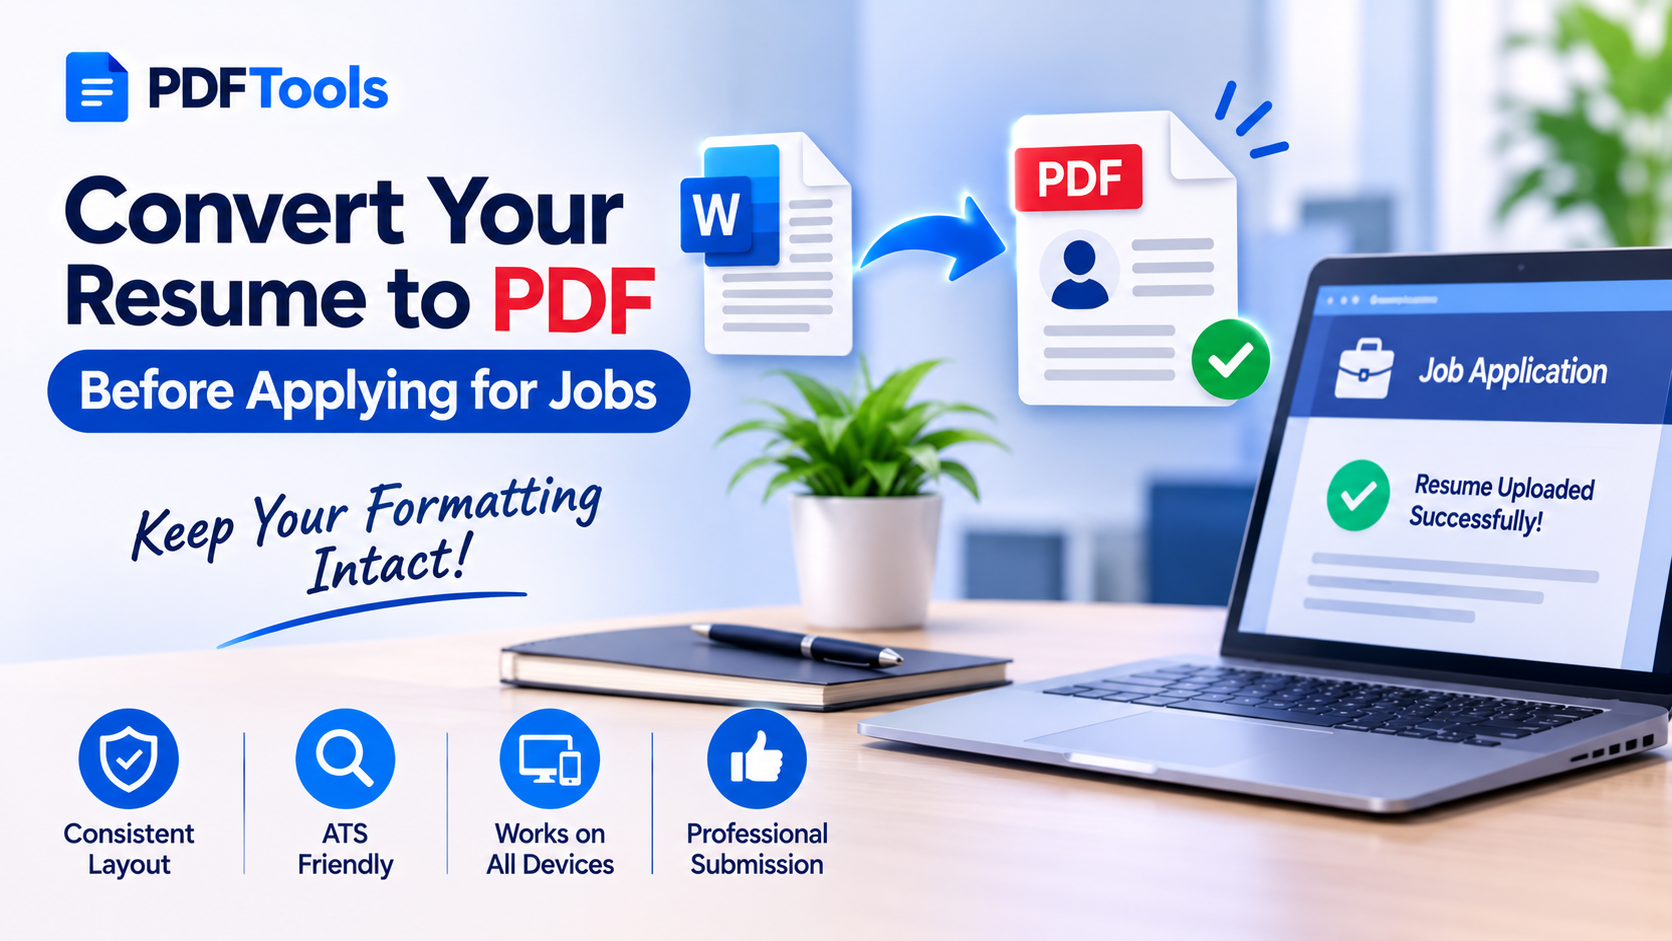 PDFTools
Convert Your
Resume to PDF
Before Applying for Jobs
Keep Your Formatting
Intact!
W
PDF
Job Application
Resume Uploaded
Successfully!
Consistent
Layout
ATS
Friendly
Works on
All Devices
Professional
Submission